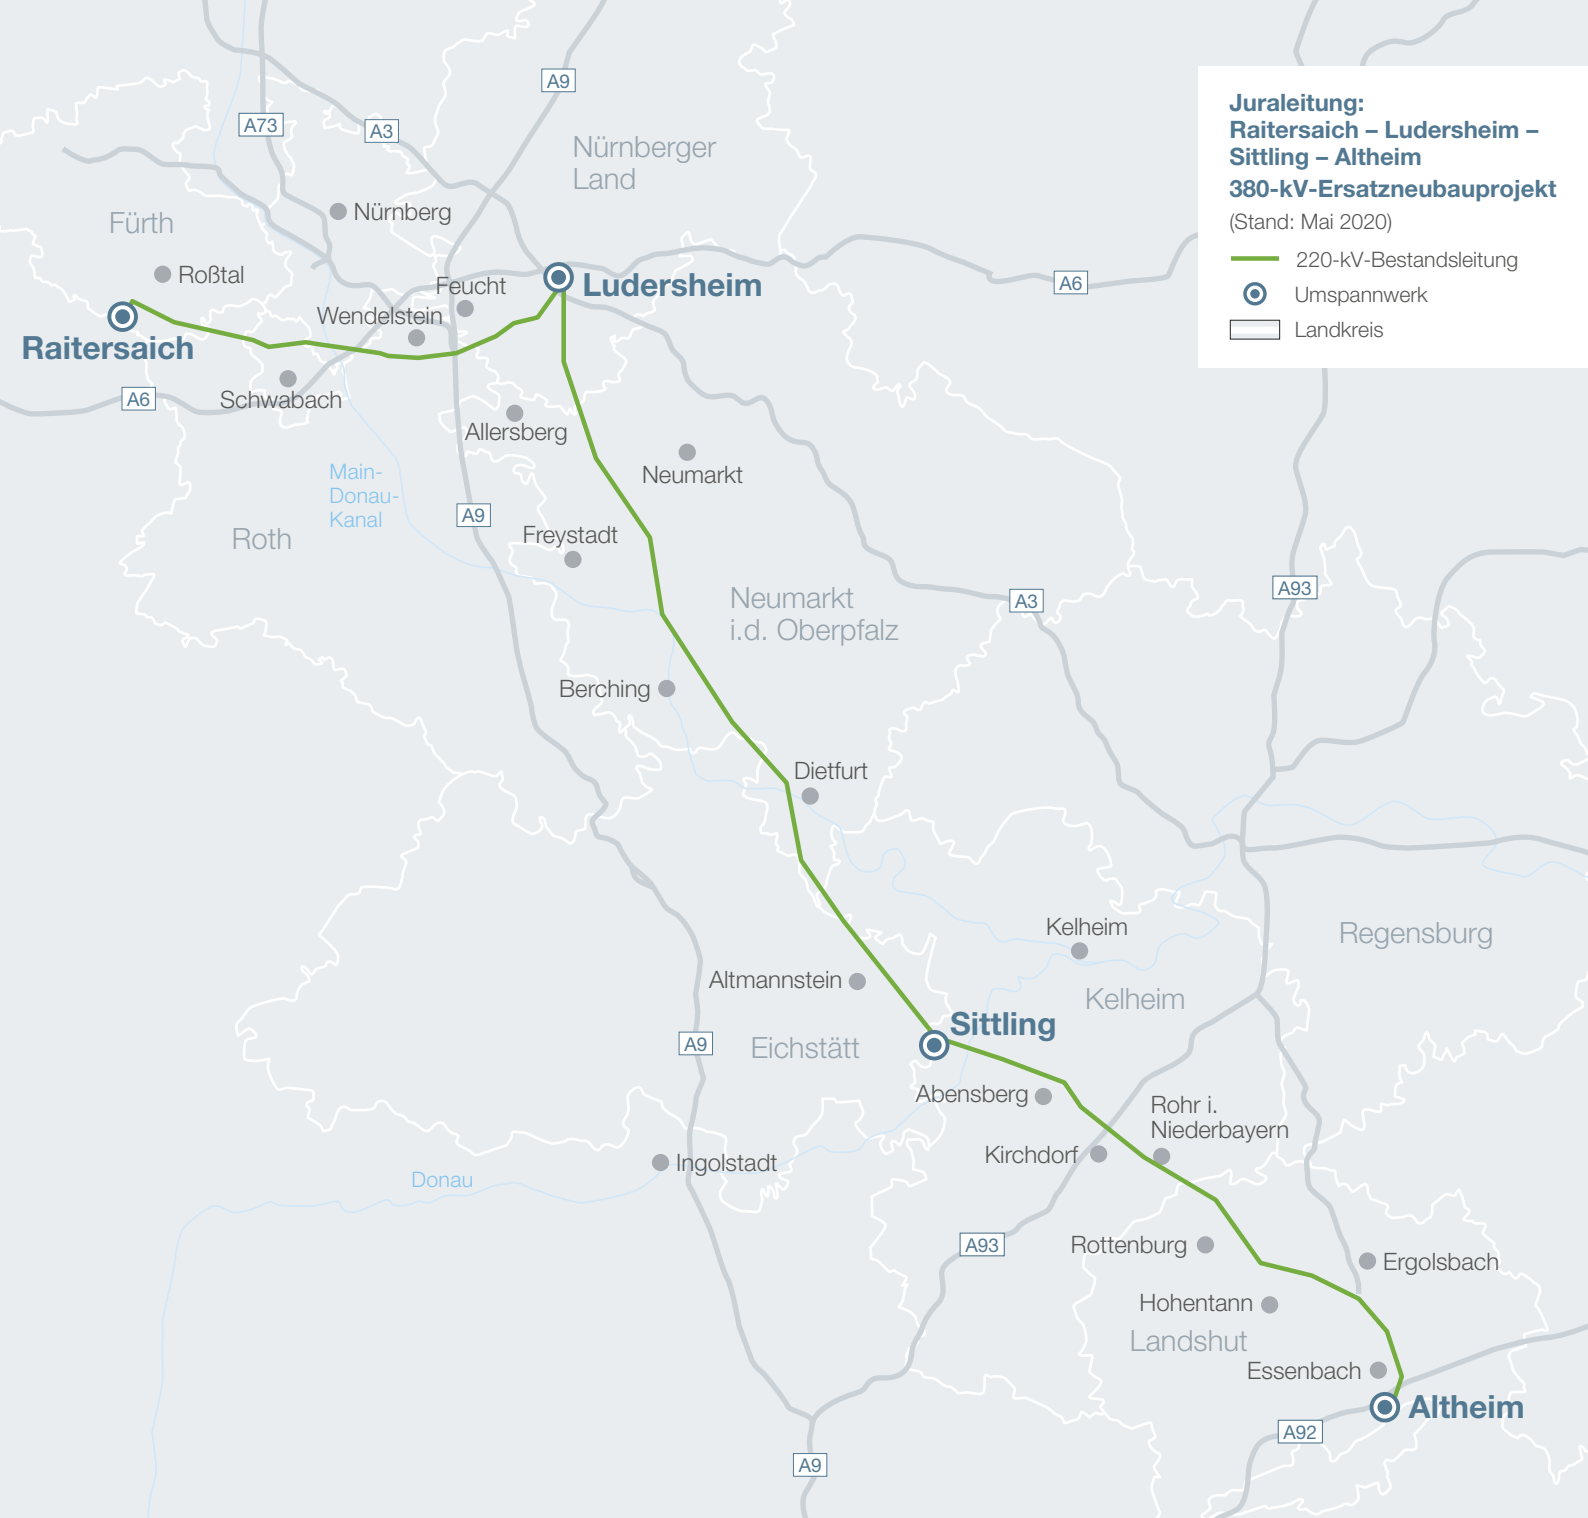 Juraleitung:
Raitersaich – Ludersheim –
Sittling – Altheim
380-kV-Ersatzneubauprojekt
(Stand: Mai 2020)
220-kV-Bestandsleitung
Umspannwerk
Landkreis
A9
A73
A3
Nürnberger
Land
Nürnberg
Fürth
Roßtal
Feucht
Ludersheim
A6
Wendelstein
Raitersaich
A6
Schwabach
Allersberg
Neumarkt
Main-
Donau-
Kanal
A9
Roth
Freystadt
Neumarkt
i.d. Oberpfalz
A3
A93
Berching
Dietfurt
Kelheim
Regensburg
Altmannstein
Kelheim
Sittling
A9
Eichstätt
Abensberg
Rohr i.
Niederbayern
Kirchdorf
Ingolstadt
Donau
A93
Rottenburg
Ergolsbach
Hohentann
Landshut
Essenbach
Altheim
A92
A9